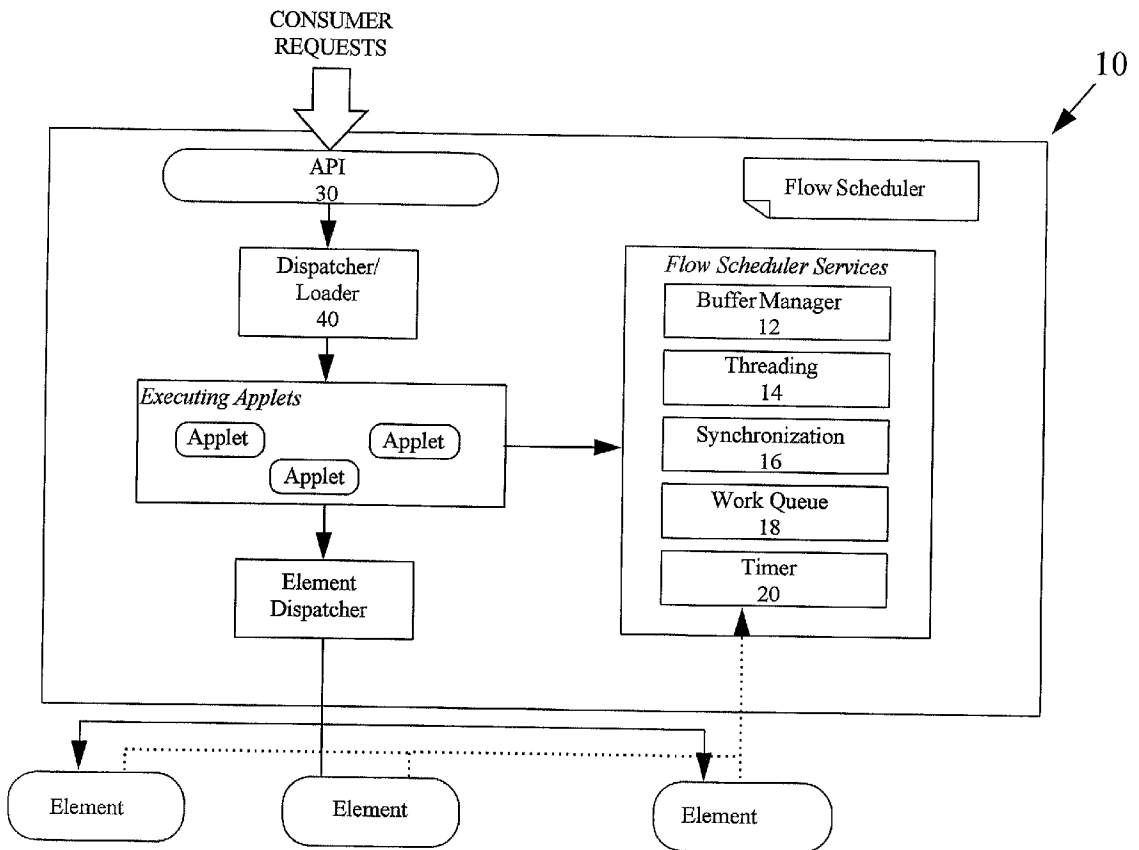 CONSUMER
REQUESTS
10
API
30
Flow Scheduler
Dispatcher/
Loader
40
Flow Scheduler Services
Buffer Manager
12
Threading
14
Synchronization
16
Work Queue
18
Timer
20
Executing Applets
Applet
Applet
Applet
Element
Dispatcher
Element
Element
Element